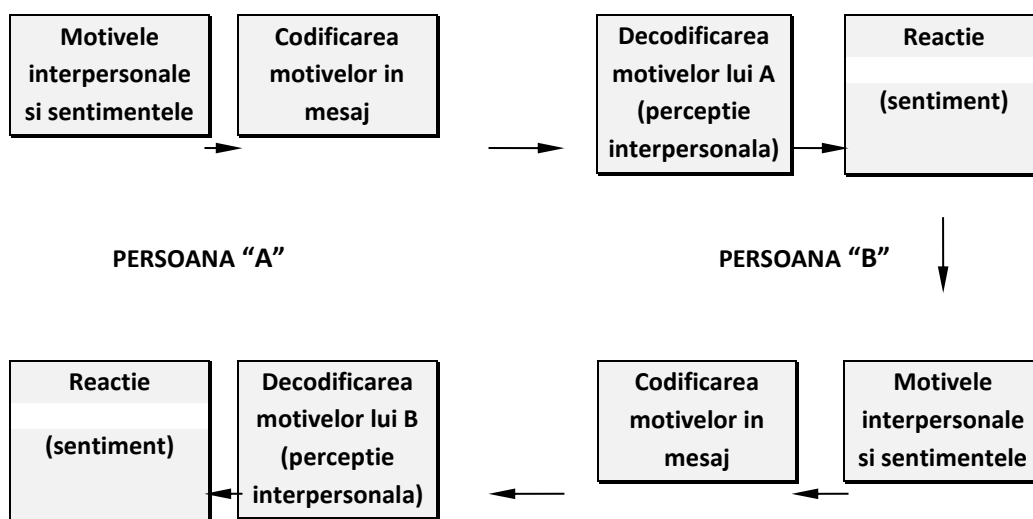 Motivele
interpersonale
si sentimentele
Codificarea
motivelor in
mesaj
Decodificarea
motivelor lui A
(perceptie
interpersonala)
Reactie
(sentiment)
PERSOANA “A”
PERSOANA “B”
Reactie
(sentiment)
Decodificarea
motivelor lui B
(perceptie
interpersonala)
Codificarea
motivelor in
mesaj
Motivele
interpersonale
si sentimentele